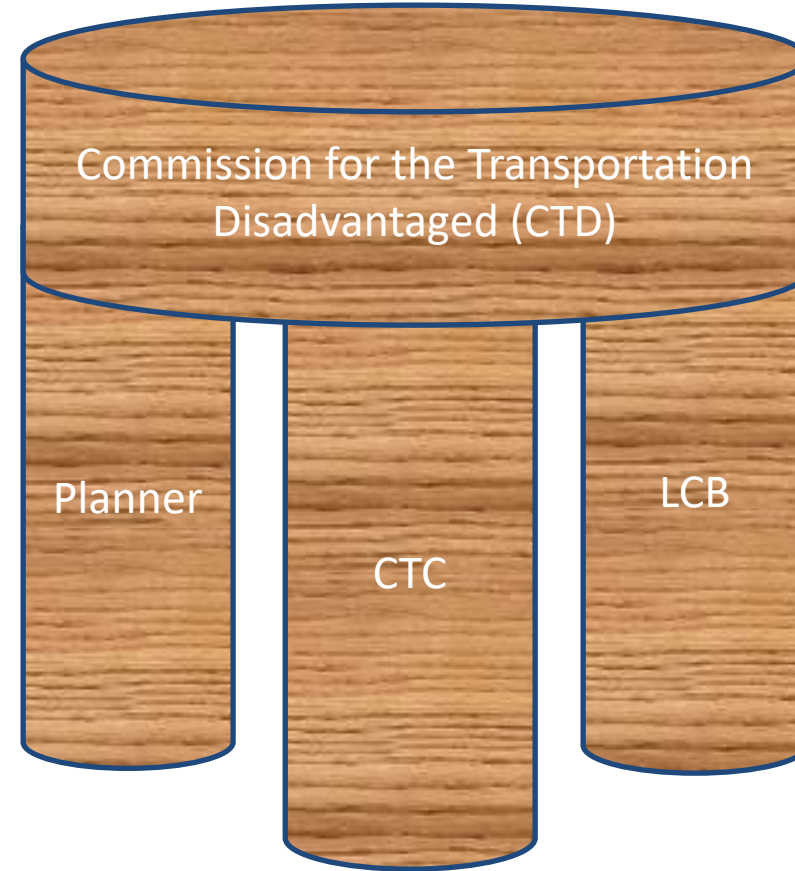 Commission for the Transportation
Disadvantaged (CTD)
Planner
LCB
CTC